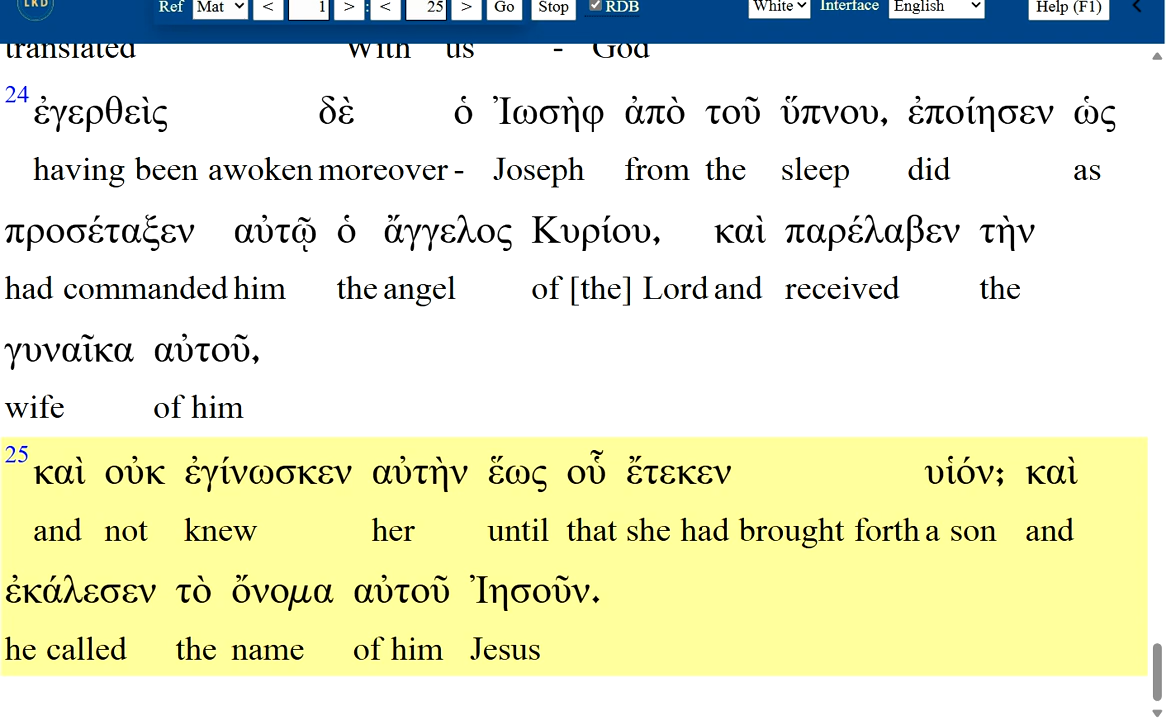 LKD Ref Mat < 1 > : < 25 > Go Stop RDB White Interface English Help (F1) <
translated With us - God
24 ἐγερθεὶς δὲ ὁ Ἰωσὴφ ἀπὸ τοῦ ὕπνου, ἐποίησεν ὡς
having been awoken moreover - Joseph from the sleep did as
προσέταξεν αὐτῷ ὁ ἄγγελος Κυρίου, καὶ παρέλαβεν τὴν
had commanded him the angel of [the] Lord and received the
γυναῖκα αὐτοῦ,
wife of him
25 καὶ οὐκ ἐγίνωσκεν αὐτὴν ἕως οὗ ἔτεκεν υἱόν; καὶ
and not knew her until that she had brought forth a son and
ἐκάλεσεν τὸ ὄνομα αὐτοῦ Ἰησοῦν.
he called the name of him Jesus